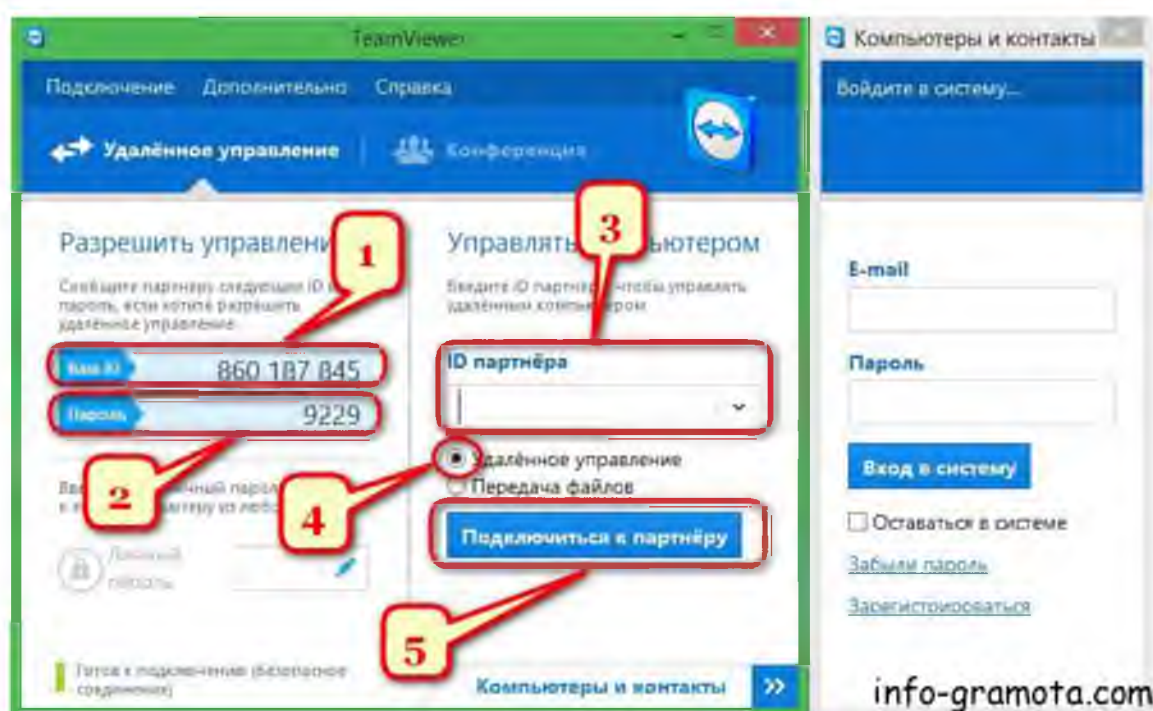 TeamViewer
Подключение Дополнительно Справка
Удалённое управление
Конференция
Разрешить управлени
1
Сообщите партнеру следующий ID
пароль, если хотите разрешить
удалённое управление
Ваш ID 860 187 845
Пароль 9229
2
4
Личный
пароль
Готов к подключению (безопасное
соединение)
Управлять ьютером
3
Введите ID чтобы управлять
удалённым
ID партнёра
Удалённое управление
Передача файлов
Подключиться к партнёру
5
Компьютеры и контакты
Компьютеры и контакты
Войдите в систему...
E-mail
Пароль
Вход в систему
Оставаться в системе
Забыли пароль
Зарегистрироваться
info-gramota.com